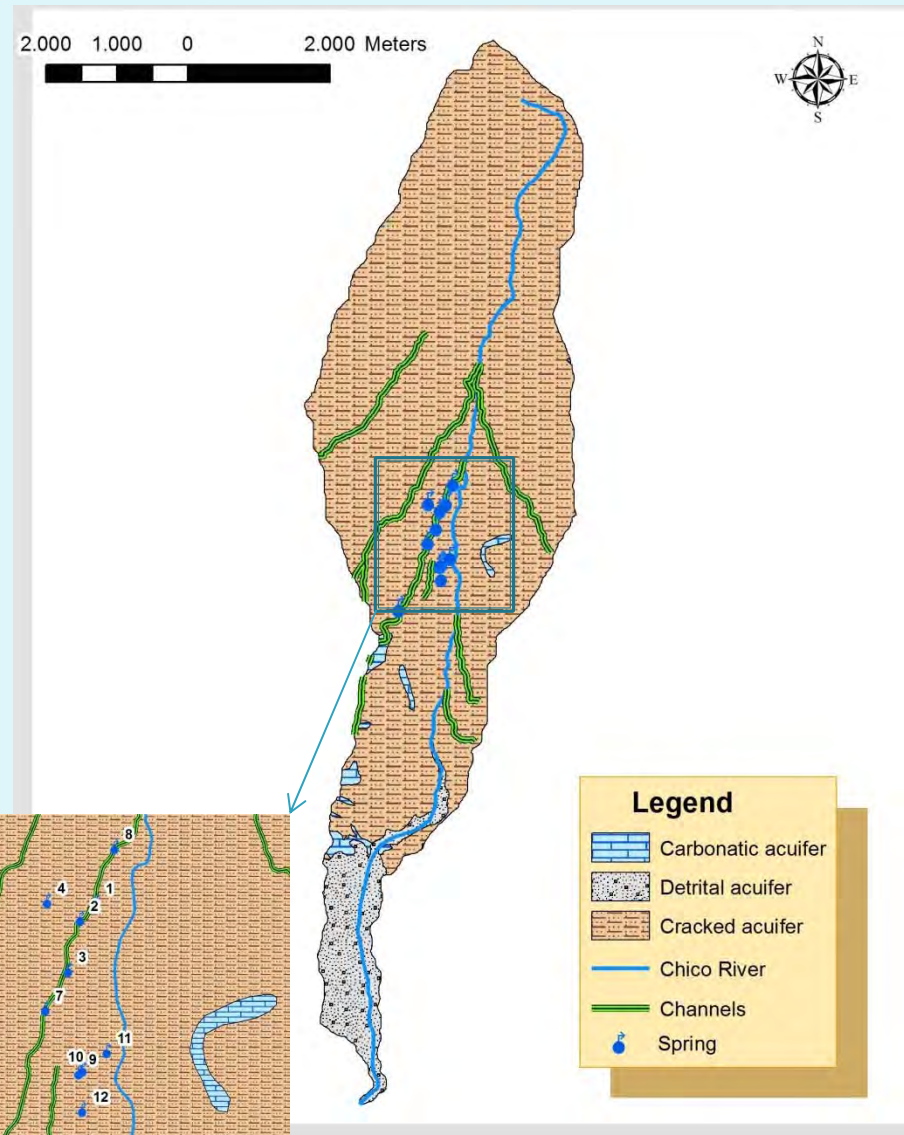 2.000 1.000 0 2.000 Meters
N
W E
S
Legend
Carbonatic acuifer
Detrital acuifer
Cracked acuifer
Chico River
Channels
Spring
8
4 1
2
3
7
11
10 9
12